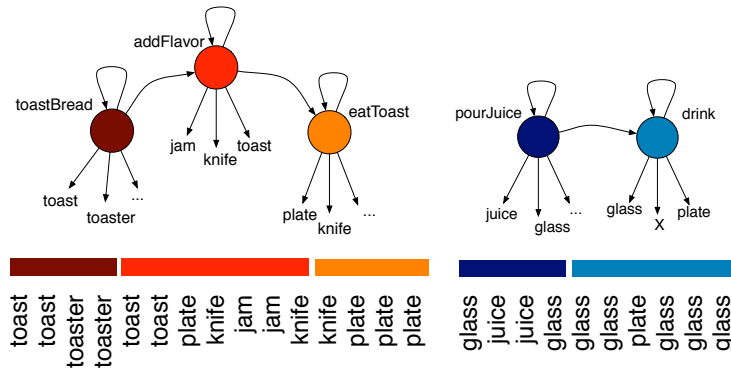 addFlavor
toastBread
eatToast
pourJuice
drink
jam
knife
toast
toast
toaster
...
plate
knife
...
juice
glass
...
glass
X
plate
toast
toast
toaster
toaster
toast
toast
plate
knife
jam
jam
knife
knife
plate
plate
plate
glass
juice
juice
glass
glass
glass
plate
glass
glass
glass